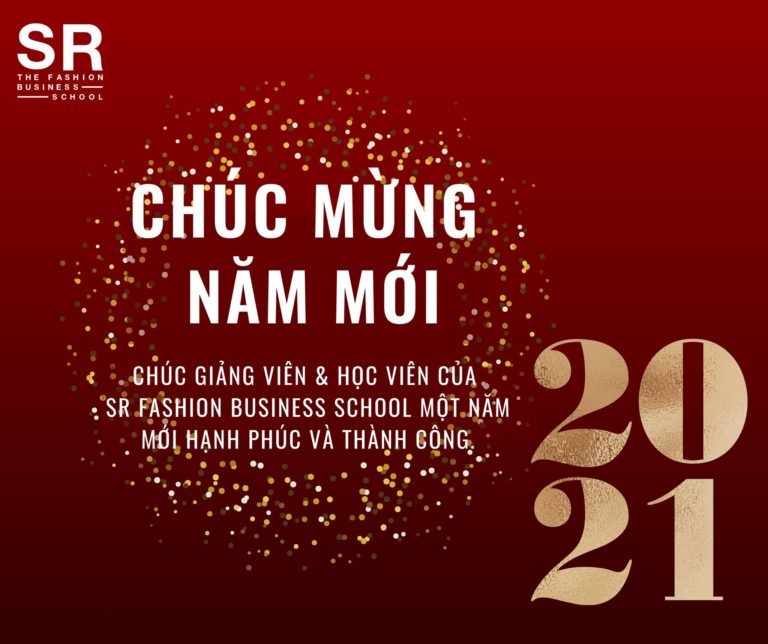 SR
THE FASHION
BUSINESS
SCHOOL
CHÚC MỪNG
NĂM MỚI
CHÚC GIẢNG VIÊN & HỌC VIÊN CỦA
SR FASHION BUSINESS SCHOOL MỘT NĂM
MỚI HẠNH PHÚC VÀ THÀNH CÔNG.
20
21